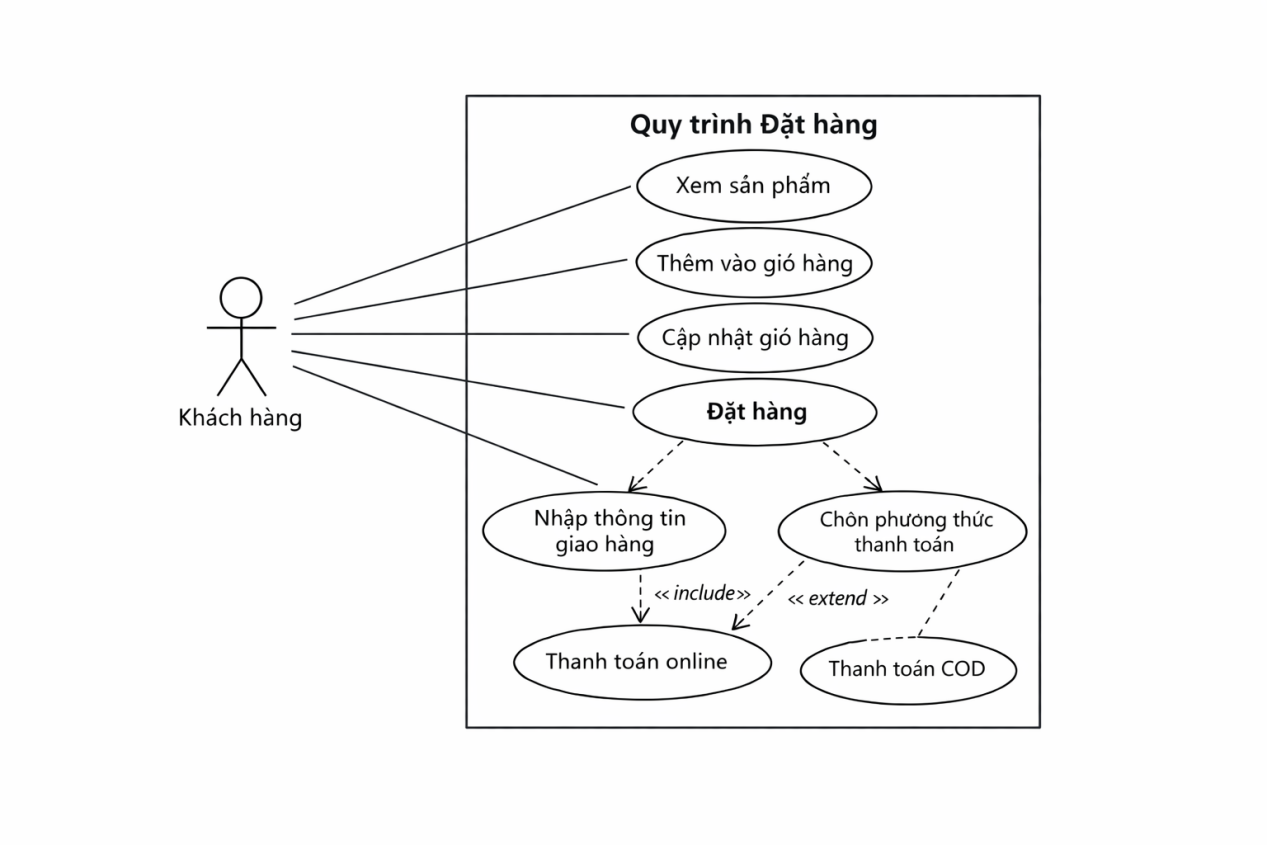 Quy trình Đặt hàng
Xem sản phẩm
Thêm vào gió hàng
Cập nhật gió hàng
Đặt hàng
Khách hàng
Nhập thông tin
giao hàng
Chôn phương thức
thanh toán
<< include>>
<< extend >>
Thanh toán online
Thanh toán COD